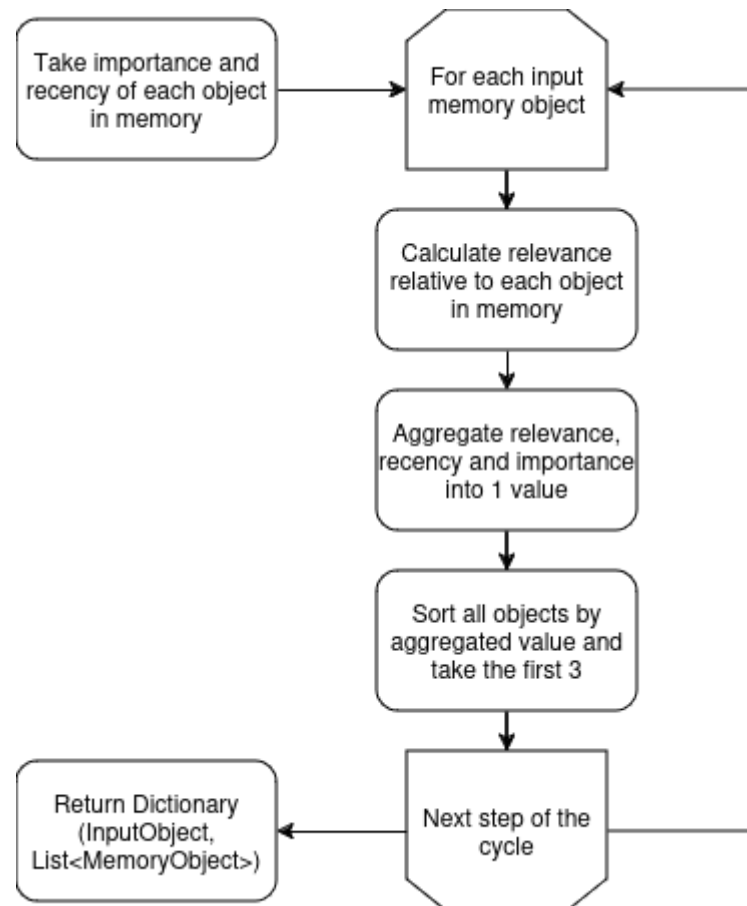 Take importance and
recency of each object
in memory
For each input
memory object
Calculate relevance
relative to each object
in memory
Aggregate relevance,
recency and importance
into 1 value
Sort all objects by
aggregated value and
take the first 3
Next step of the
cycle
Return Dictionary
(InputObject,
List<MemoryObject>)